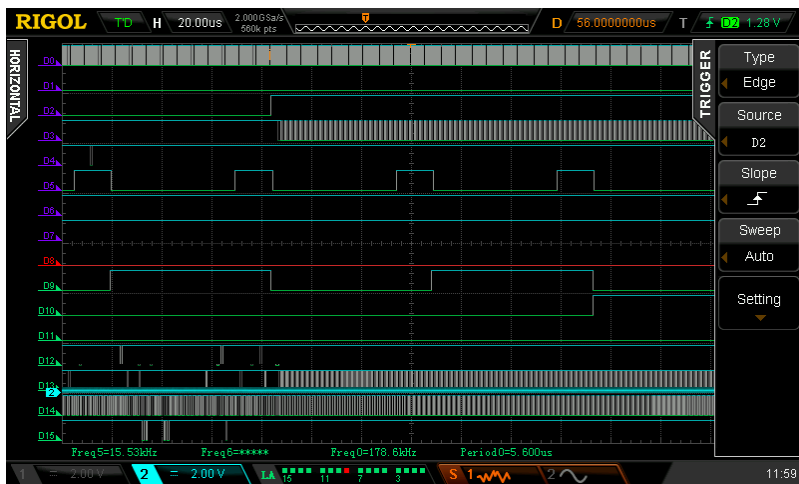 RIGOL T'D H 20.00us 2.000GSa/s 560k pts D 56.0000000us T D2 1.28 V
HORIZONTAL
TRIGGER
Type
Edge
Source
D2
Slope
Sweep
Auto
Setting
D0
D1
D2
D3
D4
D5
D6
D7
D8
D9
D10
D11
D12
D13
2
D14
D15
Freq5=15.53kHz Freq6=***** Freq0=178.6kHz Period0=5.600us
1 = 2.00 V 2 = 2.00 V LA 15 11 7 3 S 1 2 11:59